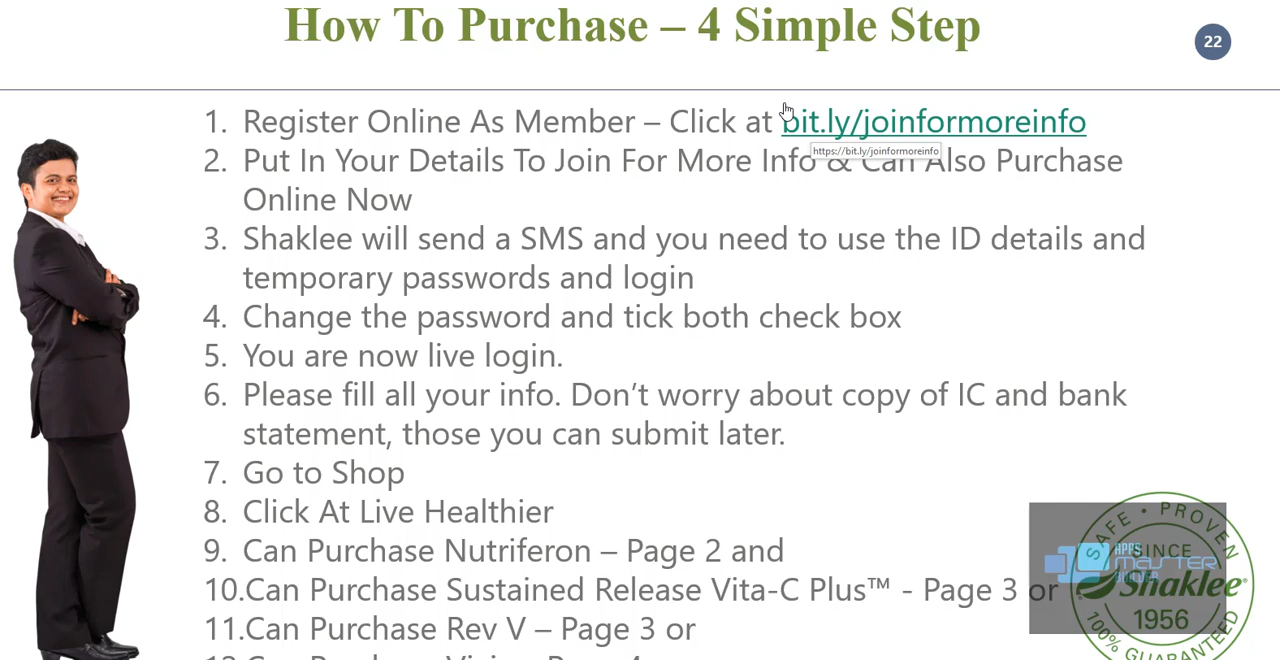 How To Purchase – 4 Simple Step
22
1. Register Online As Member – Click at bit.ly/joinformoreinfo
https://bit.ly/joinformoreinfo
2. Put In Your Details To Join For More Info & Can Also Purchase
Online Now
3. Shaklee will send a SMS and you need to use the ID details and
temporary passwords and login
4. Change the password and tick both check box
5. You are now live login.
6. Please fill all your info. Don’t worry about copy of IC and bank
statement, those you can submit later.
7. Go to Shop
8. Click At Live Healthier
9. Can Purchase Nutriferon – Page 2 and
10.Can Purchase Sustained Release Vita-C Plus™ - Page 3 or
11.Can Purchase Rev V – Page 3 or
SAFE • PROVEN
SINCE
Shaklee®
1956
100% GUARANTEED
APPS
MASTER
BUILDER